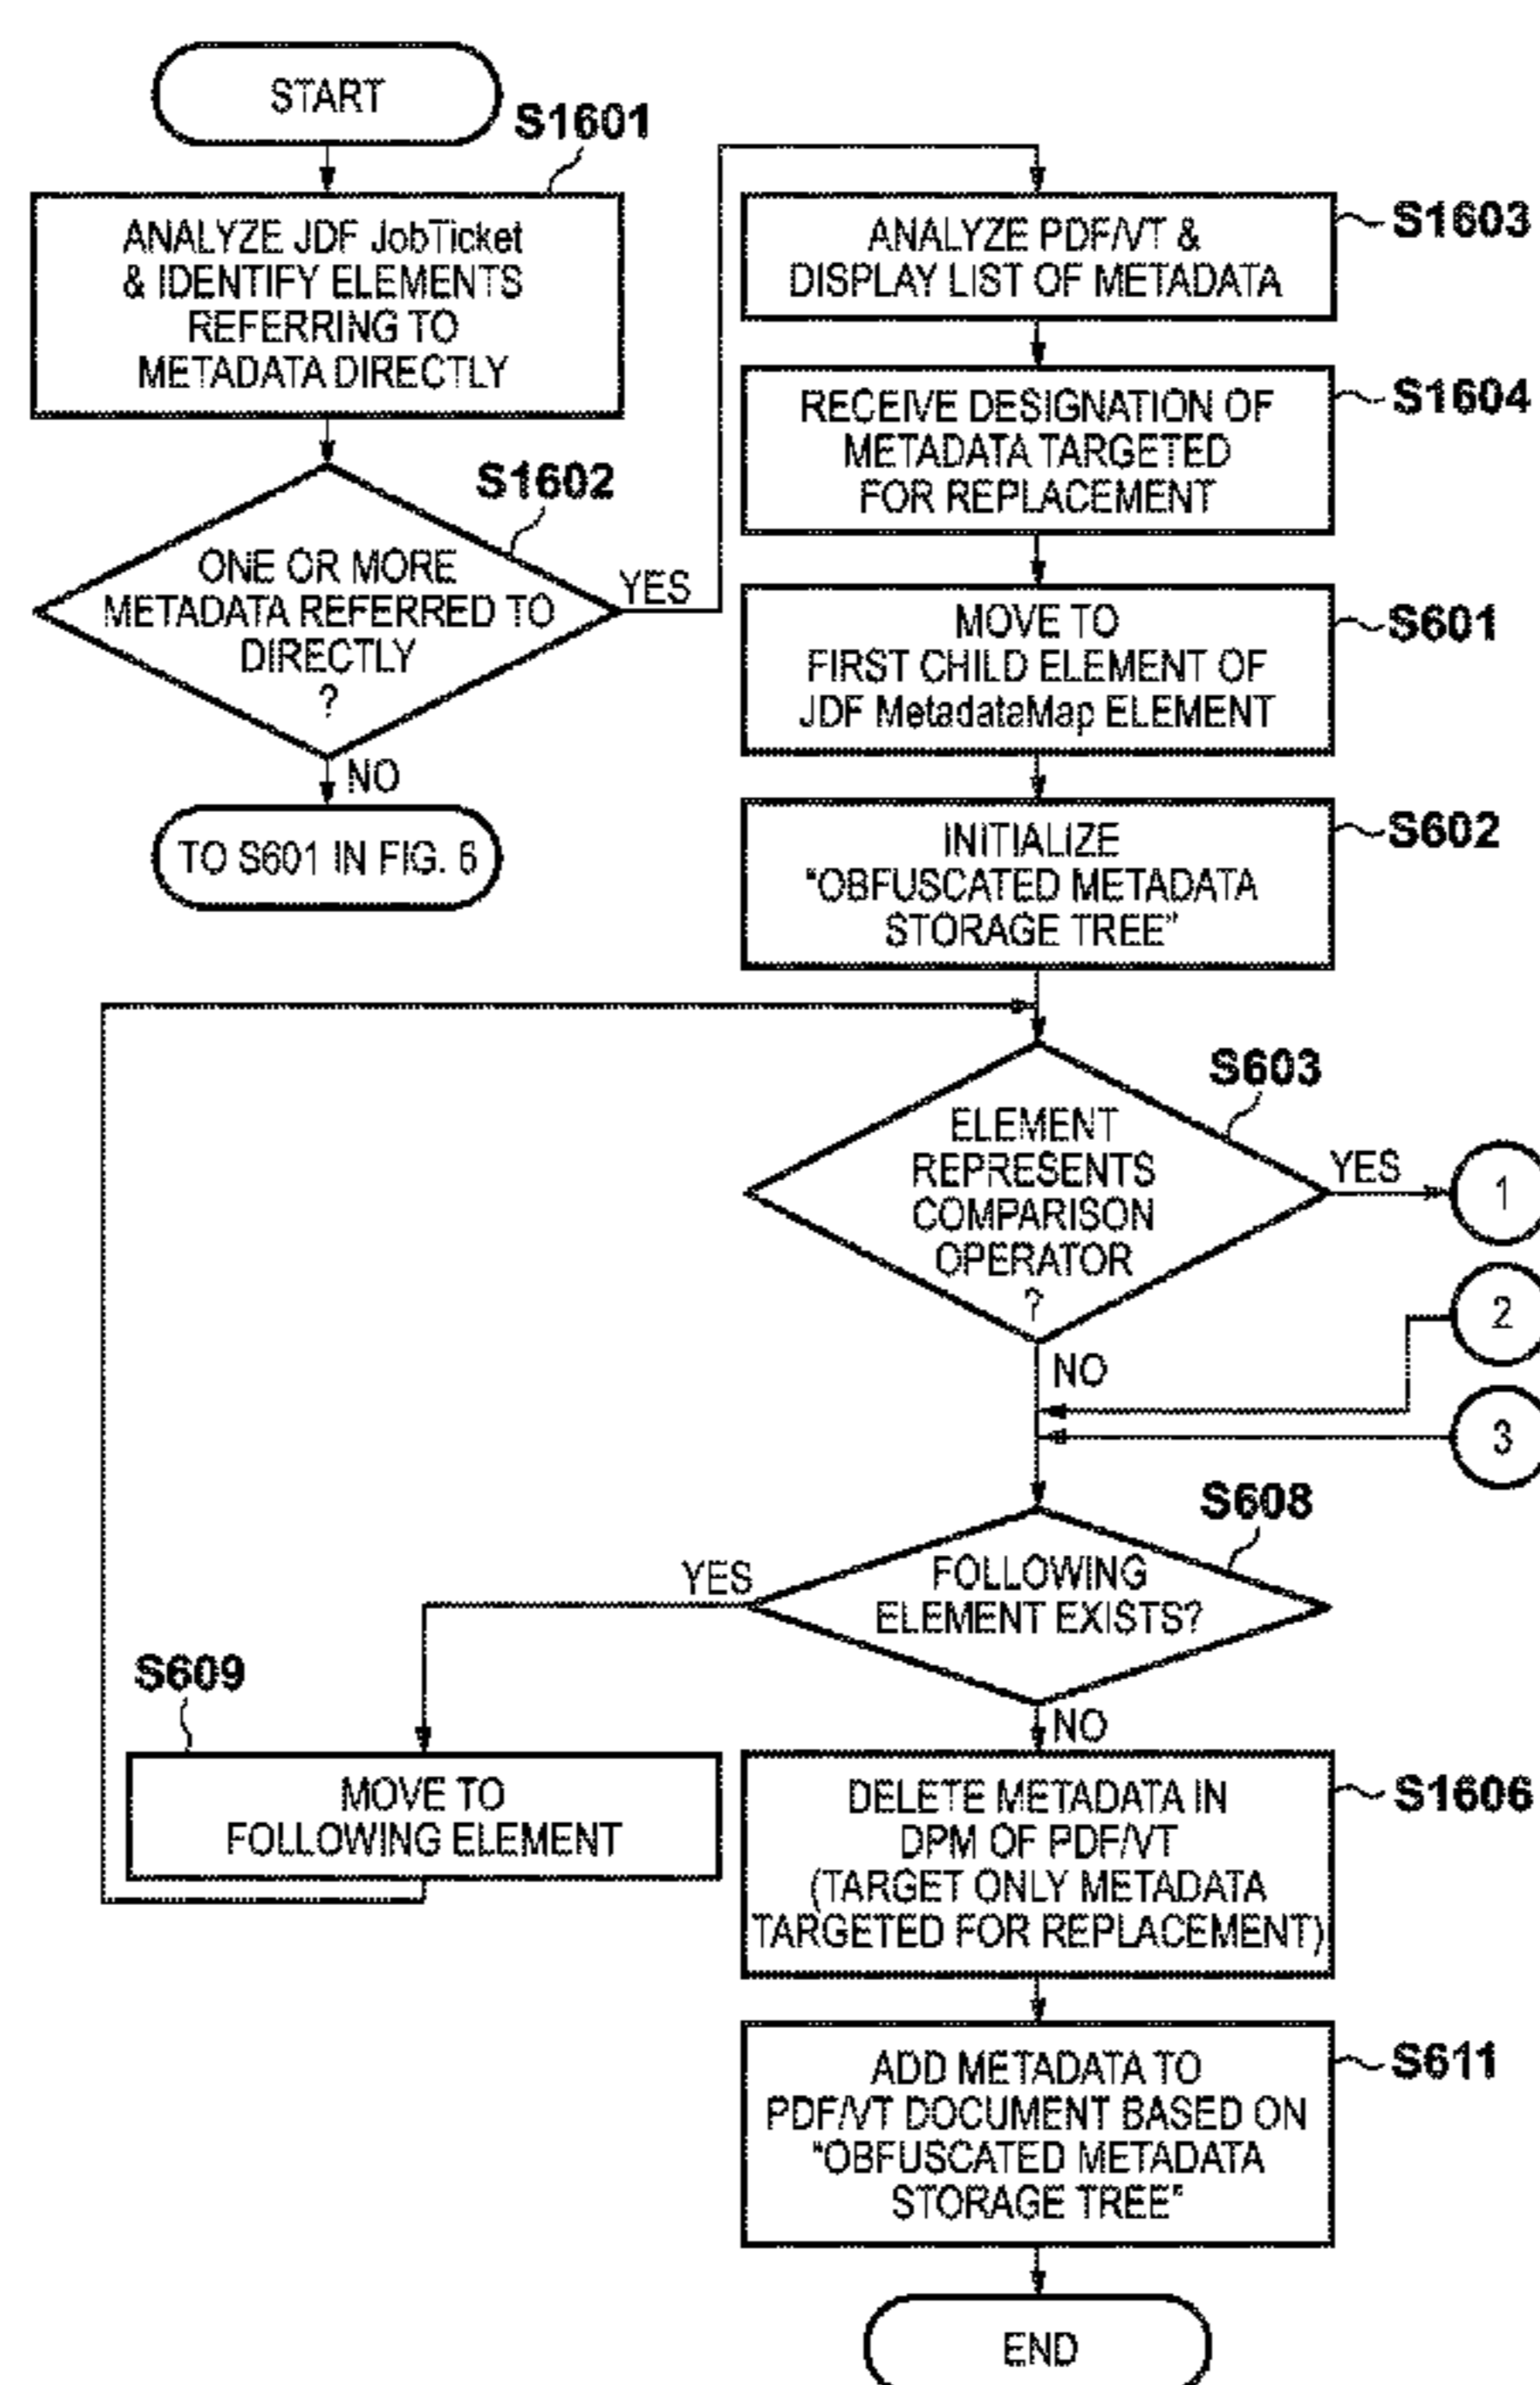 START
S1601
ANALYZE JDF JobTicket
& IDENTIFY ELEMENTS
REFERRING TO
METADATA DIRECTLY
S1602
ONE OR MORE
METADATA REFERRED TO
DIRECTLY
?
YES
NO
TO S601 IN FIG. 6
ANALYZE PDF/VT &
DISPLAY LIST OF METADATA
S1603
RECEIVE DESIGNATION OF
METADATA TARGETED
FOR REPLACEMENT
S1604
MOVE TO
FIRST CHILD ELEMENT OF
JDF MetadataMap ELEMENT
S601
INITIALIZE
"OBFUSCATED METADATA
STORAGE TREE"
S602
S603
ELEMENT
REPRESENTS
COMPARISON
OPERATOR
?
YES
1
2
NO
3
S608
FOLLOWING
ELEMENT EXISTS?
YES
S609
MOVE TO
FOLLOWING ELEMENT
NO
DELETE METADATA IN
DPM OF PDF/VT
(TARGET ONLY METADATA
TARGETED FOR REPLACEMENT)
S1606
ADD METADATA TO
PDF/VT DOCUMENT BASED ON
"OBFUSCATED METADATA
STORAGE TREE"
S611
END